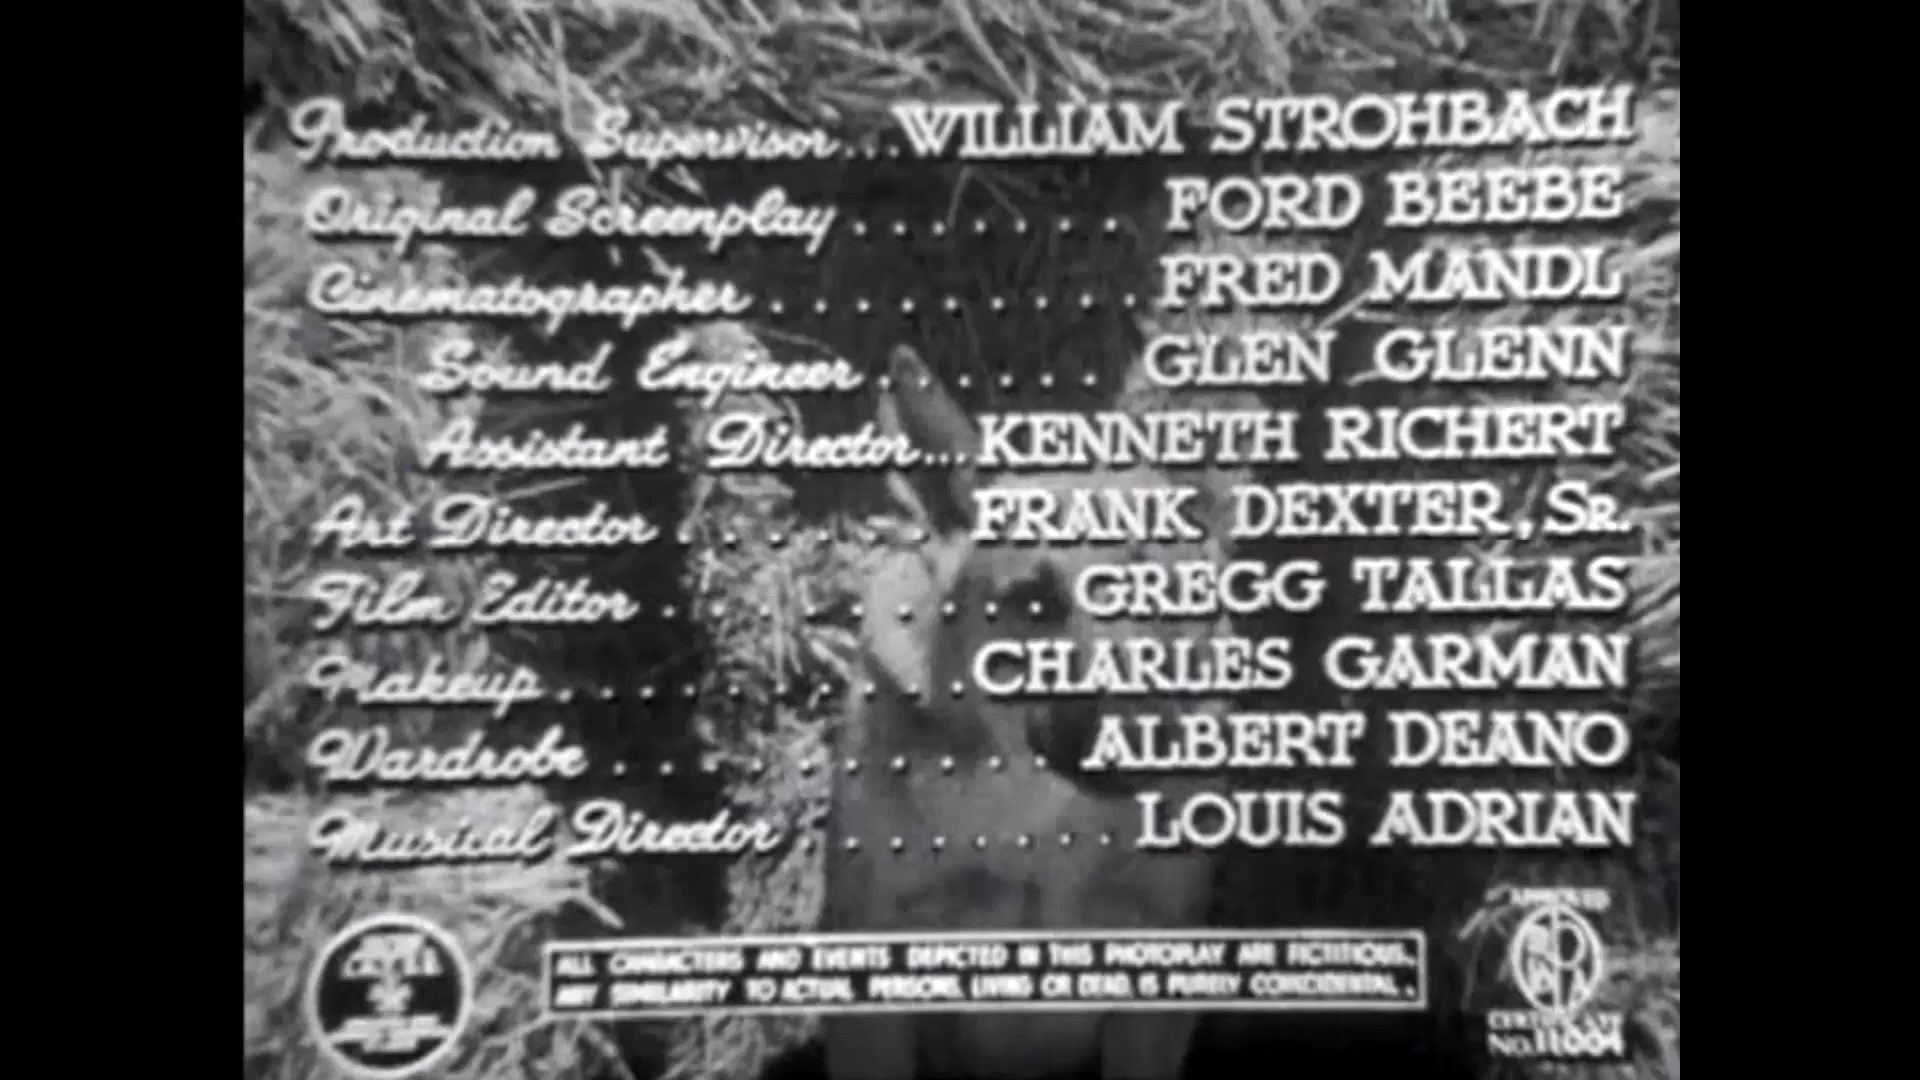 Production Supervisor...WILLIAM STROHBACH
Original Screenplay....... FORD BEEBE
Cinematographer.........FRED MANDL
Sound Engineer...... GLEN GLENN
Assistant Director...KENNETH RICHERT
Art Director...... FRANK DEXTER, SR.
Film Editor......... GREGG TALLAS
Makeup..........CHARLES GARMAN
Wardrobe.......... ALBERT DEANO
Musical Director........LOUIS ADRIAN
ALL CHARACTERS AND EVENTS DEPICTED IN THIS PHOTOPLAY ARE FICTITIOUS.
ANY SIMILARITY TO ACTUAL PERSONS, LIVING OR DEAD, IS PURELY COINCIDENTAL.
APPROVED
CERTIFICATE
NO. 11004